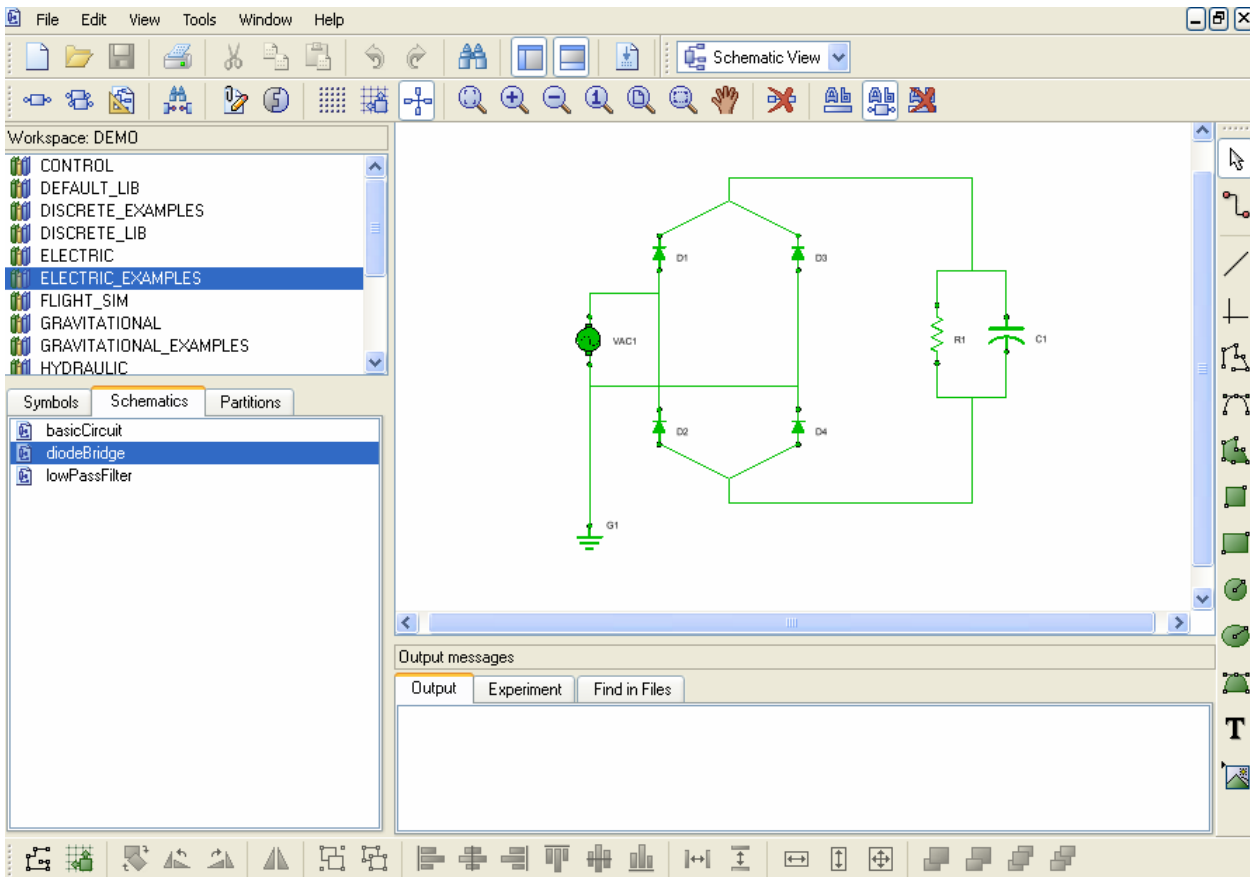 File Edit View Tools Window Help
Schematic View
Workspace: DEMO
CONTROL
DEFAULT_LIB
DISCRETE_EXAMPLES
DISCRETE_LIB
ELECTRIC
ELECTRIC_EXAMPLES
FLIGHT_SIM
GRAVITATIONAL
GRAVITATIONAL_EXAMPLES
HYDRAULIC
Symbols Schematics Partitions
basicCircuit
diodeBridge
lowPassFilter
D1
D3
VAC1
R1
C1
D2
D4
G1
Output messages
Output Experiment Find in Files
T